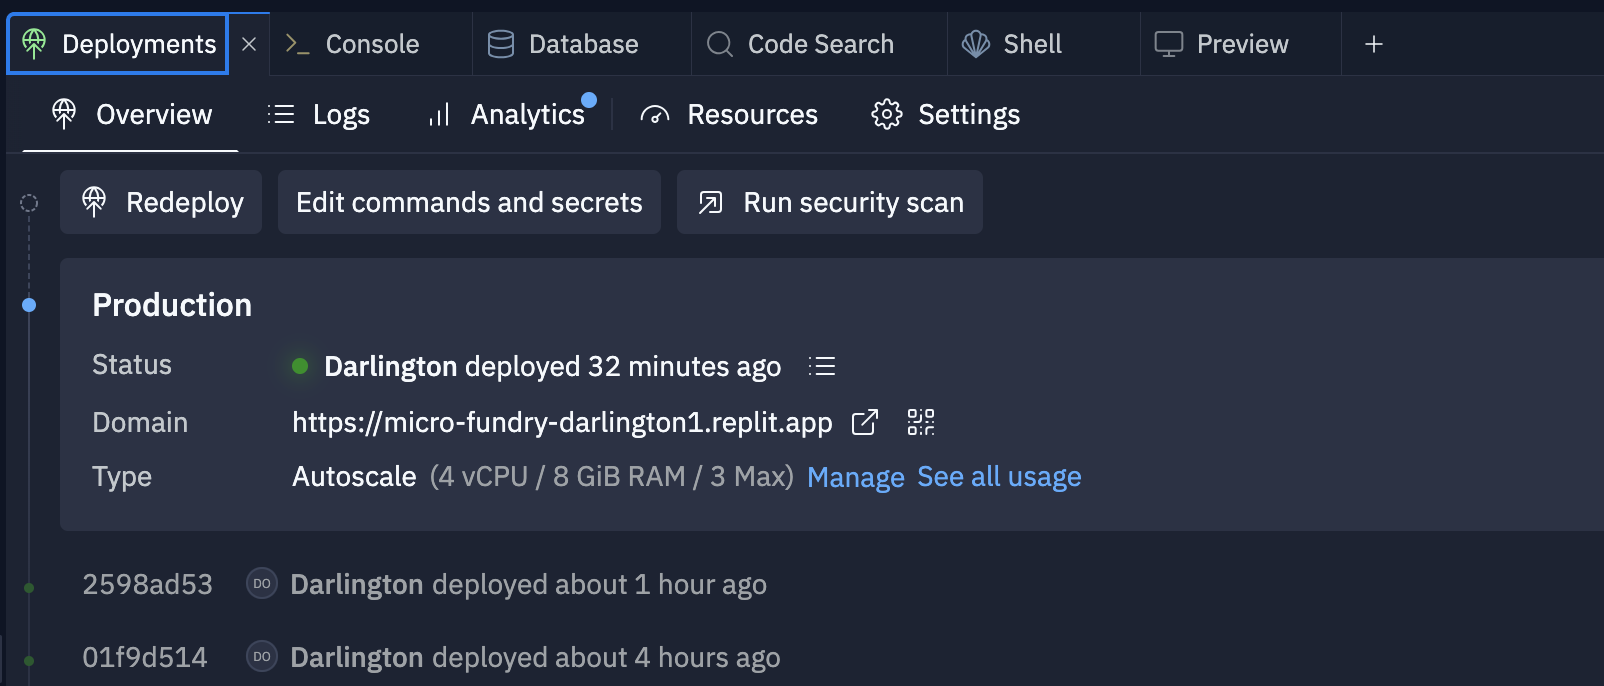 Deployments Console Database Code Search Shell Preview
Overview Logs Analytics Resources Settings
Redeploy Edit commands and secrets Run security scan
Production
Status Darlington deployed 32 minutes ago
Domain https://micro-fundry-darlington1.replit.app
Type Autoscale (4 vCPU / 8 GiB RAM / 3 Max) Manage See all usage
2598ad53 DO Darlington deployed about 1 hour ago
01f9d514 DO Darlington deployed about 4 hours ago